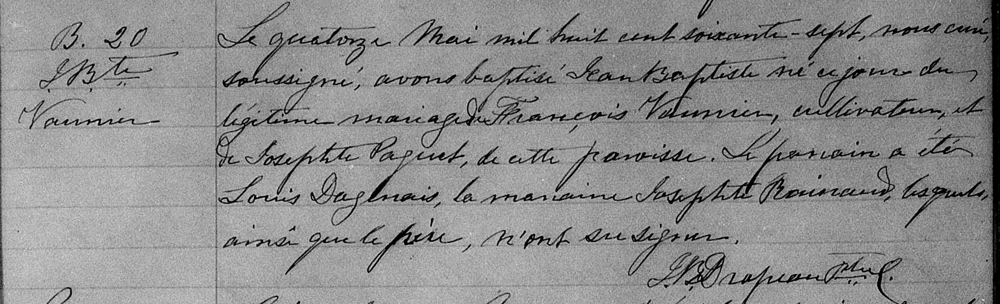 B. 20
J.Bte
Vannier
Le quatorze Mai mil huit cent soixante-sept, nous curé,
soussigné, avons baptisé Jean Baptiste né ce jour du
légitime mariage de François Vannier, cultivateur, et
de Josephte Paquet, de cette paroisse. Le parrain a été
Louis Dagenais, la marraine Josephte Rainaud, lesquels,
ainsi que le père, n'ont su signer.
J.B. Drapeau Ptre C.